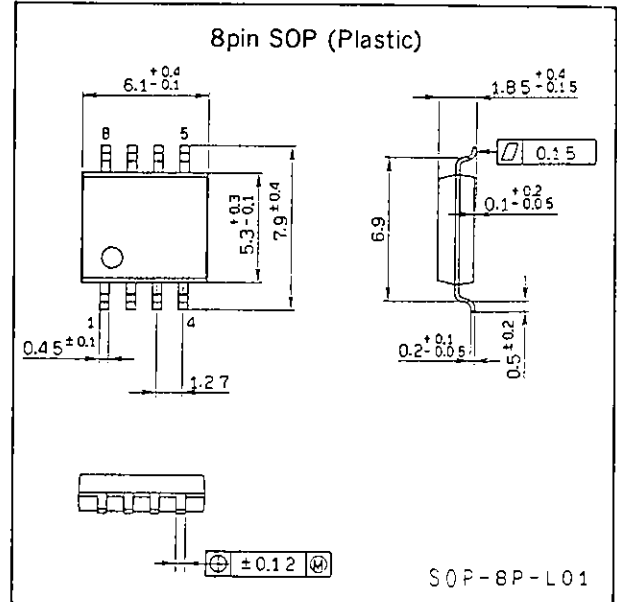 8pin SOP (Plastic)
6.1 +0.4 -0.1
1.85 +0.4 -0.15
8 5
⏥ 0.15
5.3 +0.3 -0.1
7.9 ±0.4
6.9
0.1 +0.2 -0.05
1 4
0.45 ±0.1
1.27
0.2 +0.1 -0.05
0.5 ±0.2
⌖ ±0.12 Ⓜ
SOP-8P-L01